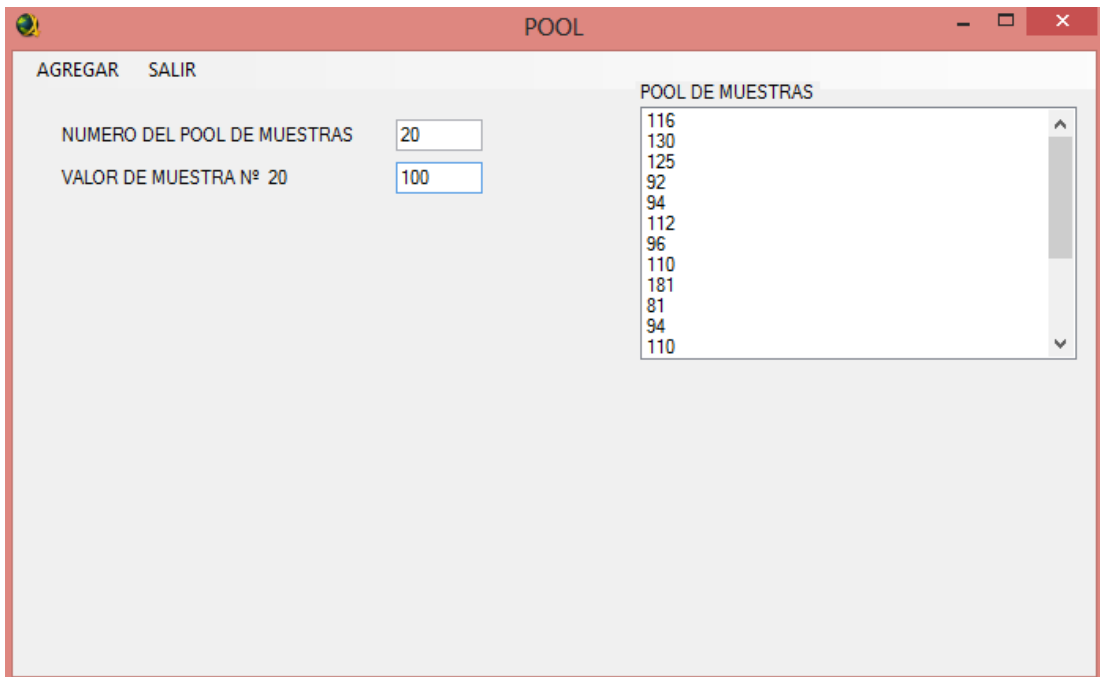 POOL
AGREGAR SALIR
NUMERO DEL POOL DE MUESTRAS 20
VALOR DE MUESTRA Nº 20 100
POOL DE MUESTRAS
116
130
125
92
94
112
96
110
181
81
94
110